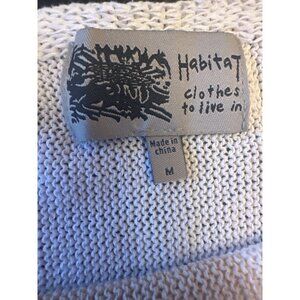 Habitat
clothes
to live in
Made in
china
M